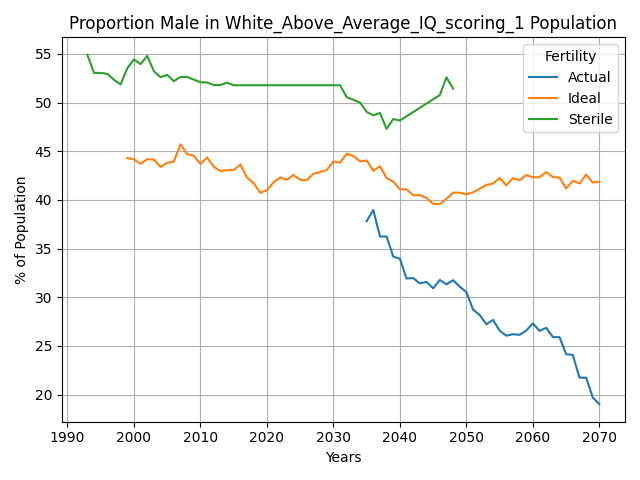 Proportion Male in White_Above_Average_IQ_scoring_1 Population
Fertility
Actual
Ideal
Sterile
% of Population
55
50
45
40
35
30
25
20
1990 2000 2010 2020 2030 2040 2050 2060 2070
Years